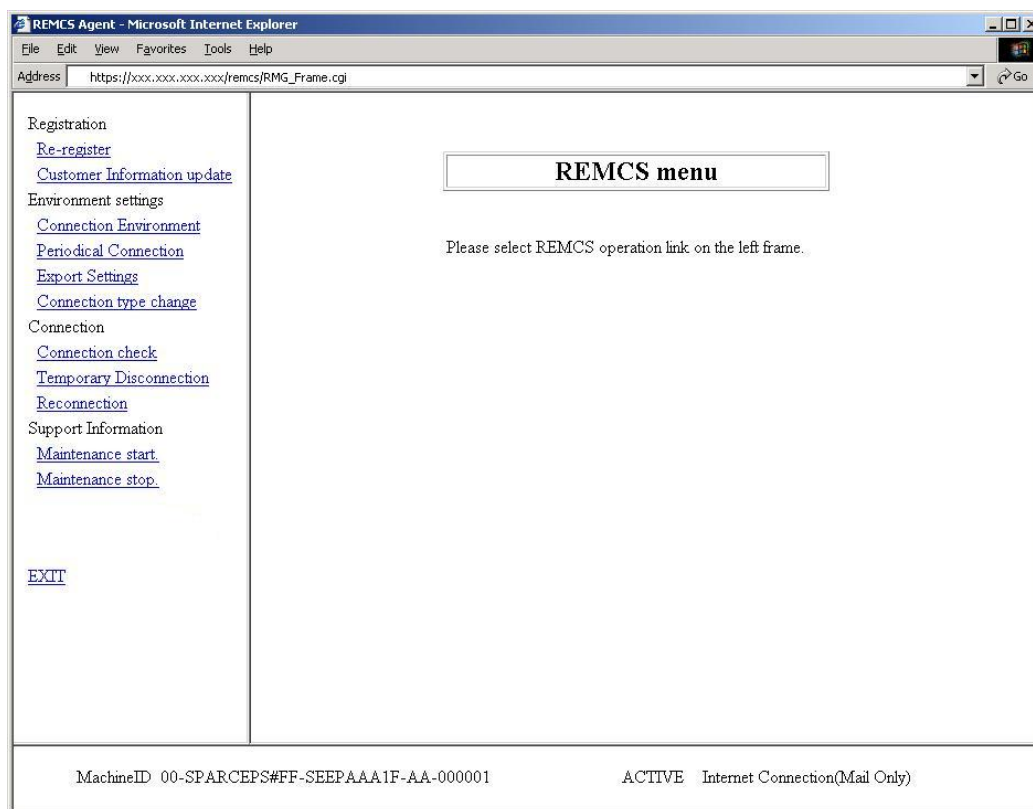 REMCS Agent - Microsoft Internet Explorer
File Edit View Favorites Tools Help
Address https://xxx.xxx.xxx.xxx/remcs/RMG_Frame.cgi Go
Registration
Re-register
Customer Information update
Environment settings
Connection Environment
Periodical Connection
Export Settings
Connection type change
Connection
Connection check
Temporary Disconnection
Reconnection
Support Information
Maintenance start.
Maintenance stop.
EXIT
REMCS menu
Please select REMCS operation link on the left frame.
MachineID 00-SPARCEPS#FF-SEEPAAA1F-AA-000001 ACTIVE Internet Connection(Mail Only)